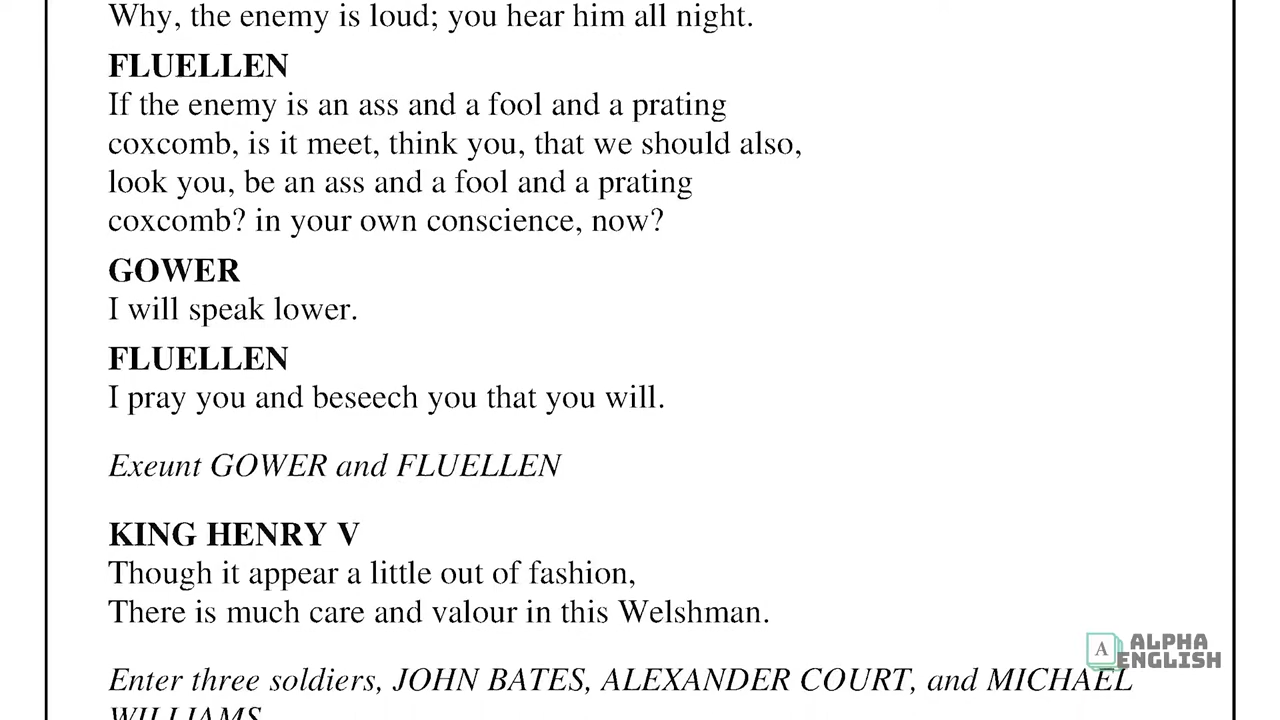 Why, the enemy is loud; you hear him all night.
FLUELLEN
If the enemy is an ass and a fool and a prating
coxcomb, is it meet, think you, that we should also,
look you, be an ass and a fool and a prating
coxcomb? in your own conscience, now?
GOWER
I will speak lower.
FLUELLEN
I pray you and beseech you that you will.
Exeunt GOWER and FLUELLEN
KING HENRY V
Though it appear a little out of fashion,
There is much care and valour in this Welshman.
Enter three soldiers, JOHN BATES, ALEXANDER COURT, and MICHAEL
WILLIAMS
A ALPHA
ENGLISH